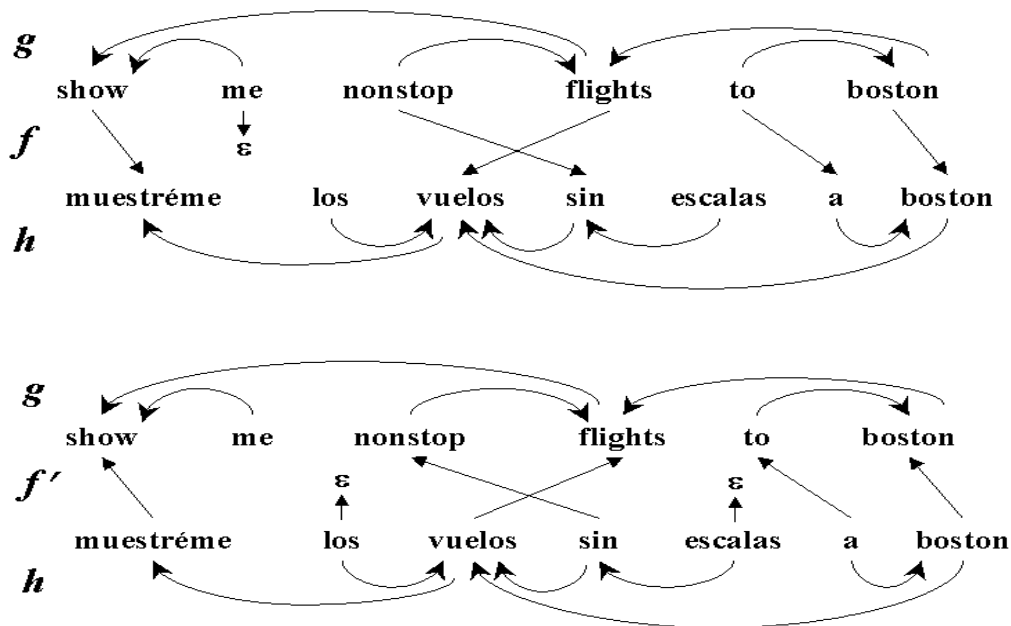 g
show me nonstop flights to boston
f
ε
muestréme los vuelos sin escalas a boston
h
g
show me nonstop flights to boston
f′ ε ε
muestréme los vuelos sin escalas a boston
h